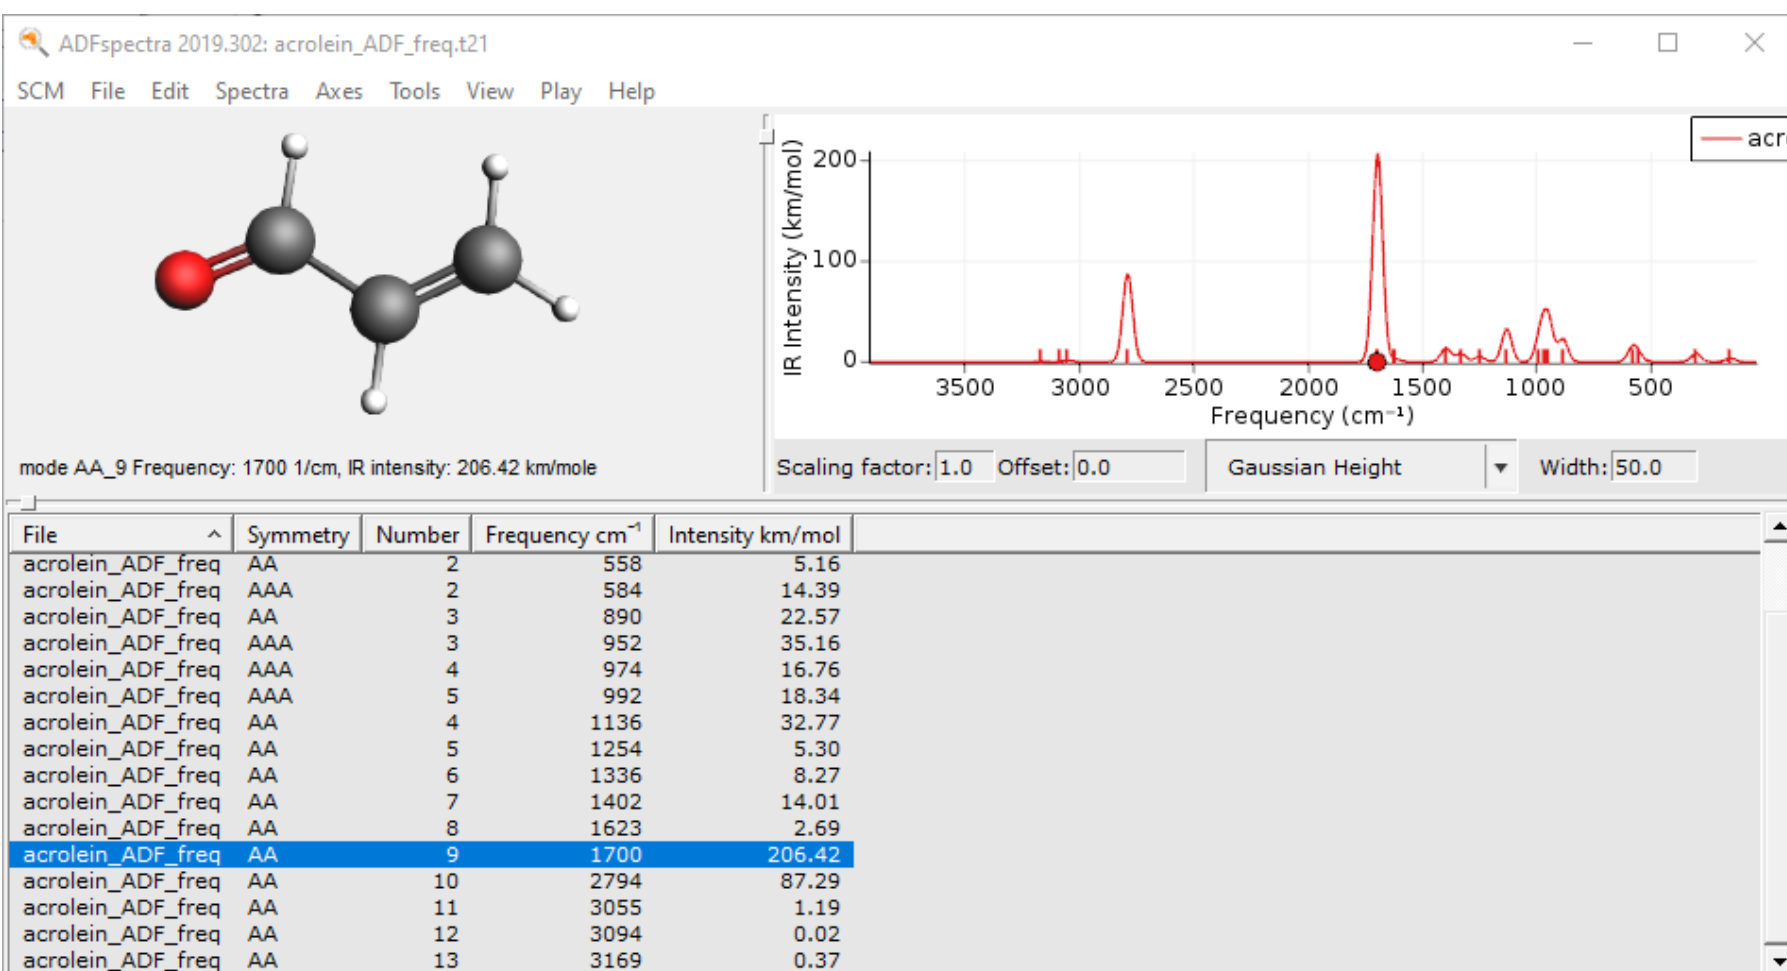 ADFspectra 2019.302: acrolein_ADF_freq.t21
SCM File Edit Spectra Axes Tools View Play Help
acr
IR Intensity (km/mol)
200
100
0
3500 3000 2500 2000 1500 1000 500
Frequency (cm⁻¹)
mode AA_9 Frequency: 1700 1/cm, IR intensity: 206.42 km/mole
Scaling factor: 1.0 Offset: 0.0 Gaussian Height Width: 50.0
File Symmetry Number Frequency cm⁻¹ Intensity km/mol
acrolein_ADF_freq AA 2 558 5.16
acrolein_ADF_freq AAA 2 584 14.39
acrolein_ADF_freq AA 3 890 22.57
acrolein_ADF_freq AAA 3 952 35.16
acrolein_ADF_freq AAA 4 974 16.76
acrolein_ADF_freq AAA 5 992 18.34
acrolein_ADF_freq AA 4 1136 32.77
acrolein_ADF_freq AA 5 1254 5.30
acrolein_ADF_freq AA 6 1336 8.27
acrolein_ADF_freq AA 7 1402 14.01
acrolein_ADF_freq AA 8 1623 2.69
acrolein_ADF_freq AA 9 1700 206.42
acrolein_ADF_freq AA 10 2794 87.29
acrolein_ADF_freq AA 11 3055 1.19
acrolein_ADF_freq AA 12 3094 0.02
acrolein_ADF_freq AA 13 3169 0.37